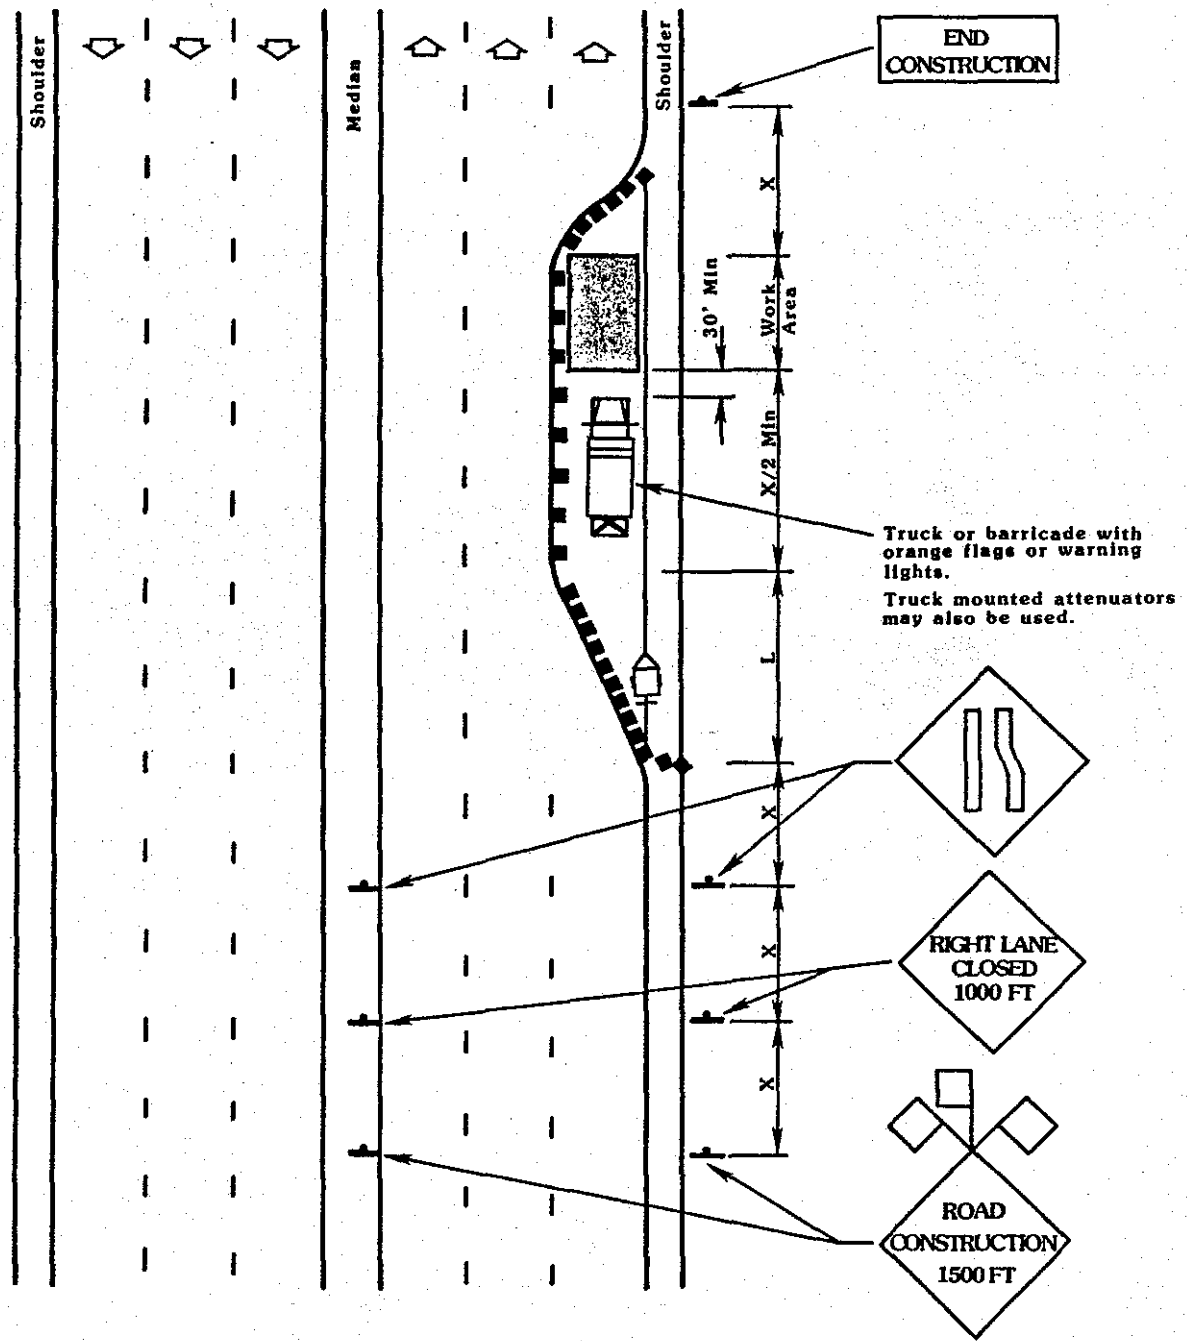 Shoulder
Median
Shoulder
END
CONSTRUCTION
X
30' Min
Work
Area
X/2 Min
Truck or barricade with
orange flags or warning
lights.
Truck mounted attenuators
may also be used.
L
X
RIGHT LANE
CLOSED
1000 FT
X
X
ROAD
CONSTRUCTION
1500 FT